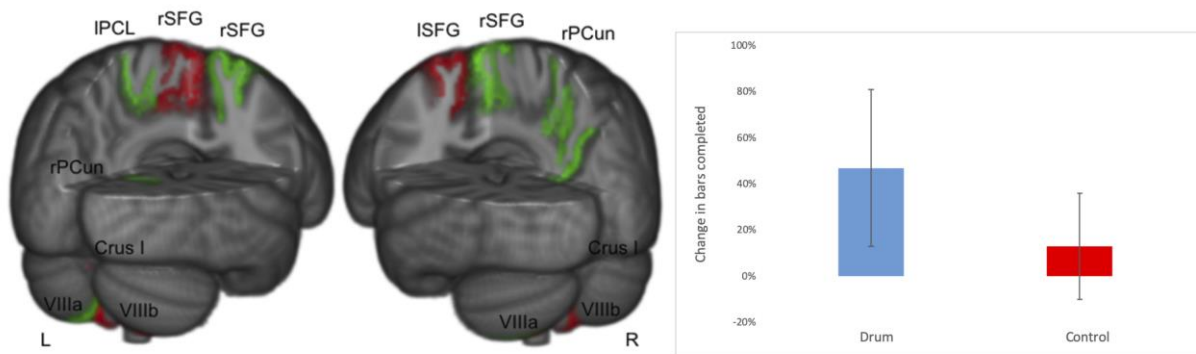 lPCL rSFG rSFG
rPCun
Crus I
VIIIa VIIIb
L
lSFG rSFG rPCun
Crus I
VIIIa VIIIb
R
Change in bars completed
100%
80%
60%
40%
20%
0%
-20%
Drum Control